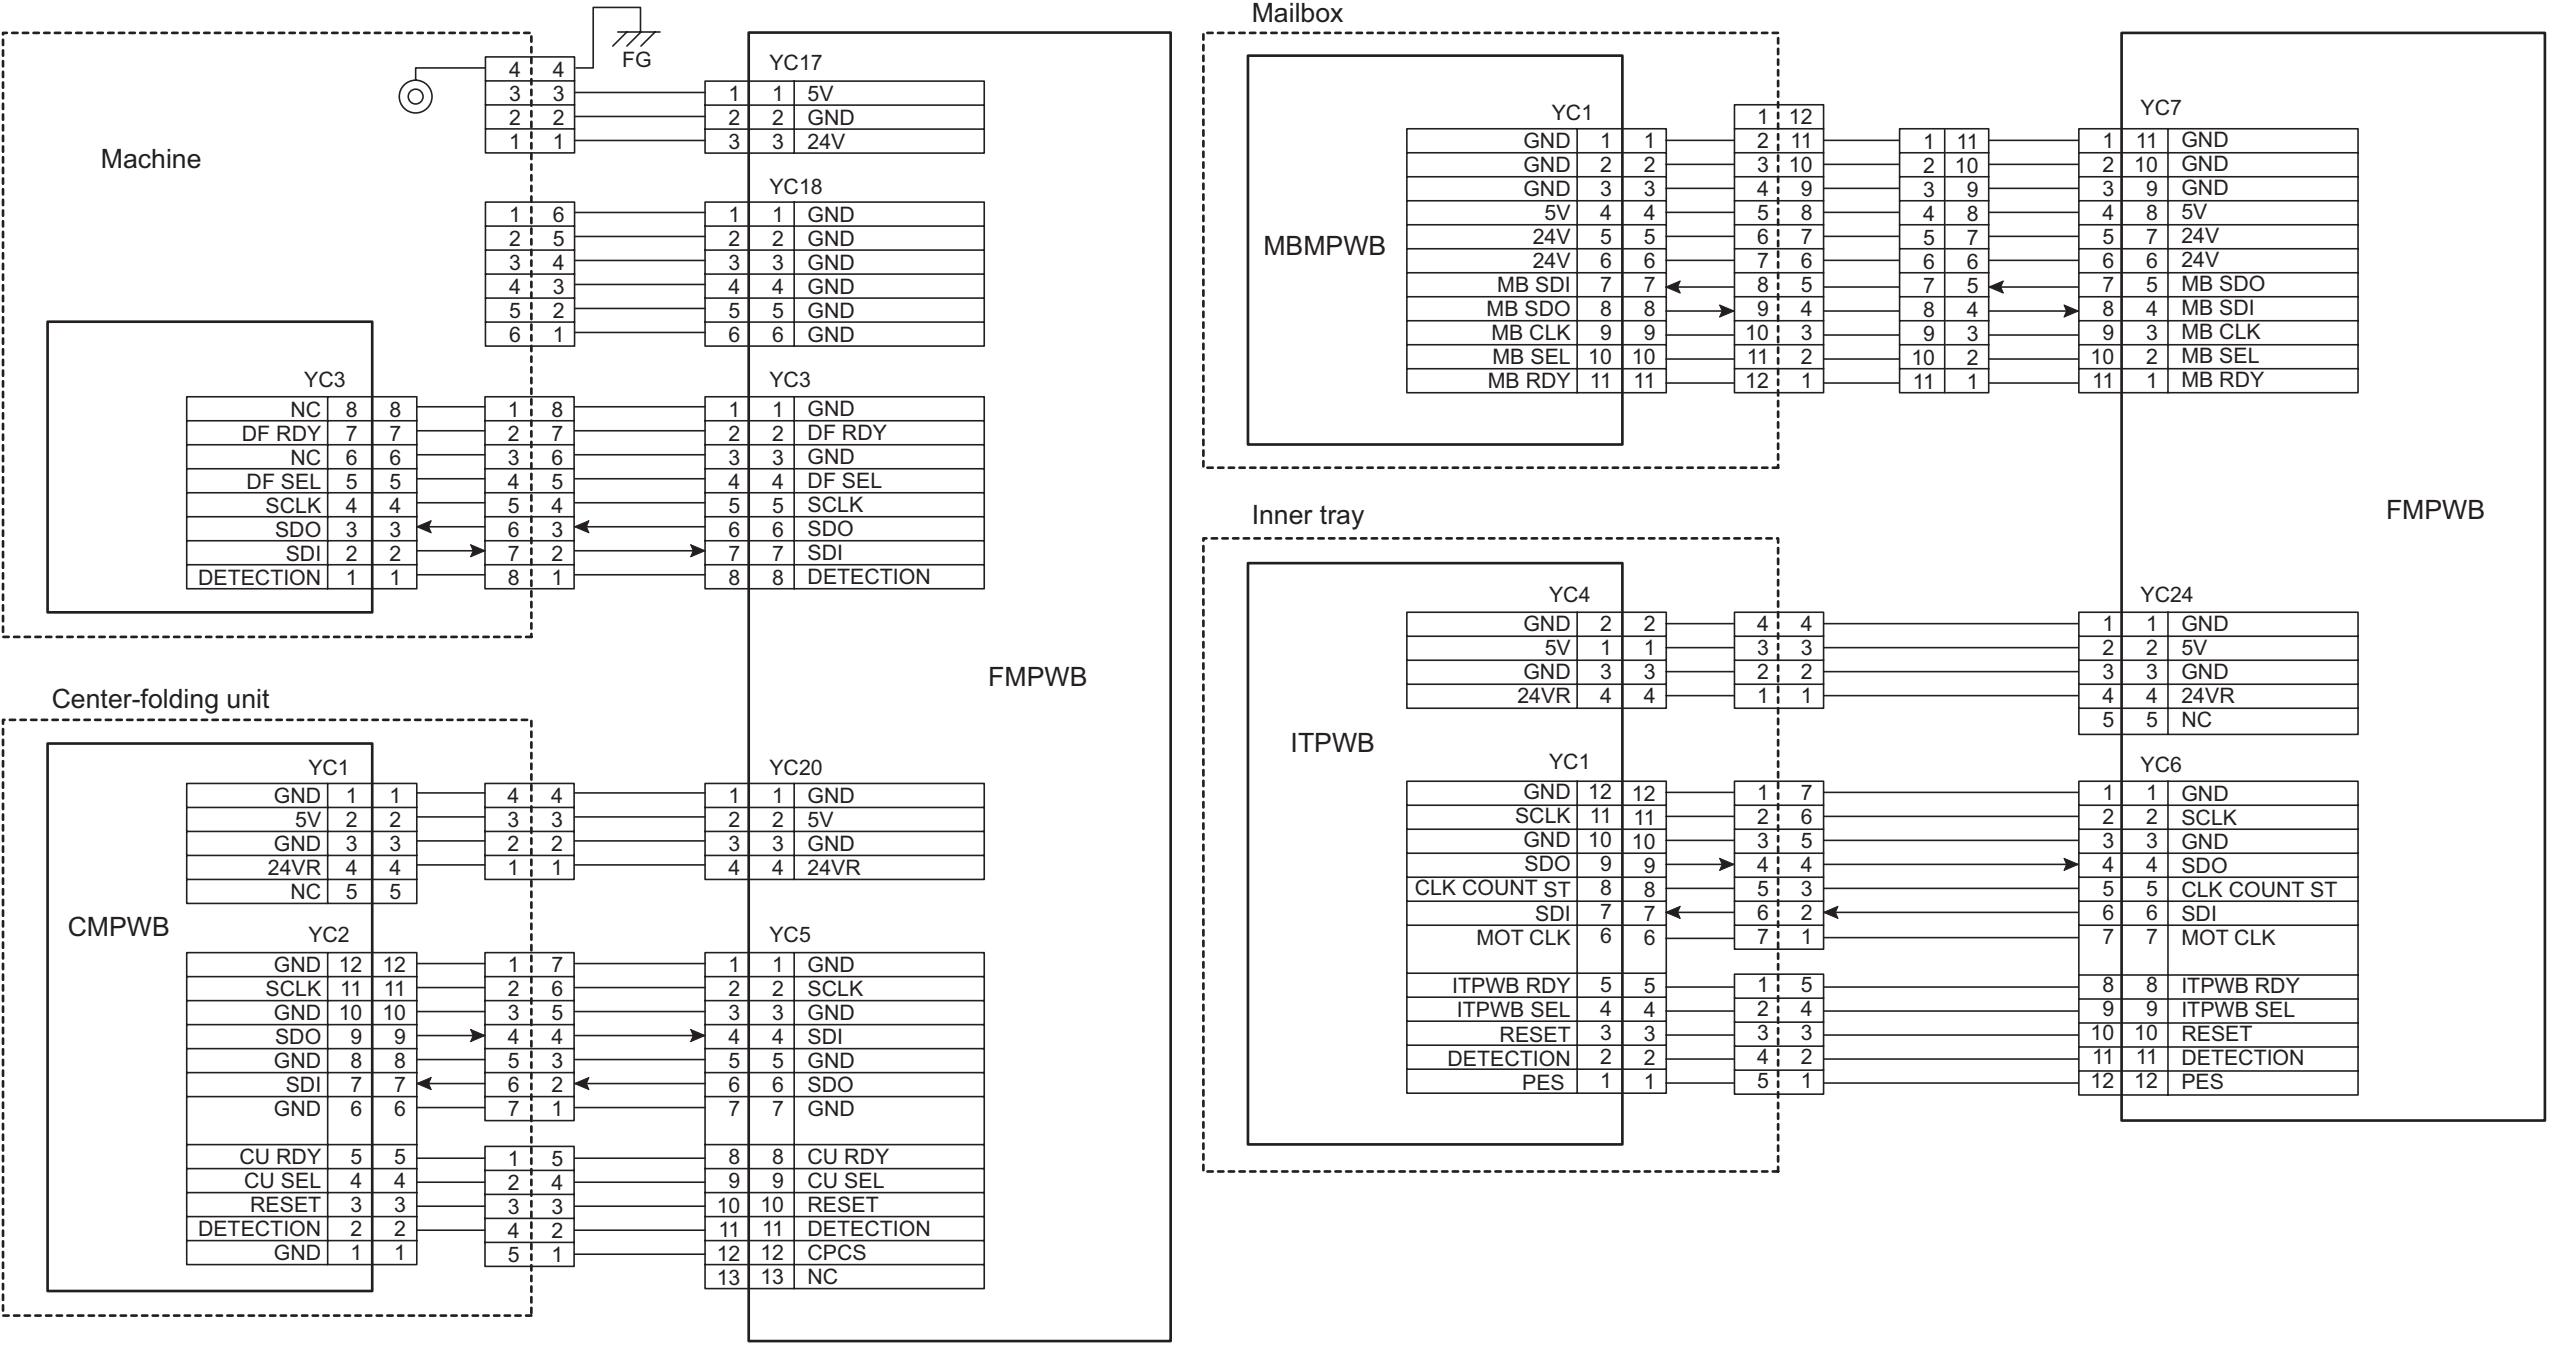 Machine
4 4
3 3
2 2
1 1
FG
YC17
1 1 5V
2 2 GND
3 3 24V
YC18
1 6 1 1 GND
2 5 2 2 GND
3 4 3 3 GND
4 3 4 4 GND
5 2 5 5 GND
6 1 6 6 GND
YC3 YC3
NC 8 8 1 8 1 1 GND
DF RDY 7 7 2 7 2 2 DF RDY
NC 6 6 3 6 3 3 GND
DF SEL 5 5 4 5 4 4 DF SEL
SCLK 4 4 5 4 5 5 SCLK
SDO 3 3 6 3 6 6 SDO
SDI 2 2 7 2 7 7 SDI
DETECTION 1 1 8 1 8 8 DETECTION
FMPWB
Center-folding unit
CMPWB
YC1 YC20
GND 1 1 4 4 1 1 GND
5V 2 2 3 3 2 2 5V
GND 3 3 2 2 3 3 GND
24VR 4 4 1 1 4 4 24VR
NC 5 5
YC2 YC5
GND 12 12 1 7 1 1 GND
SCLK 11 11 2 6 2 2 SCLK
GND 10 10 3 5 3 3 GND
SDO 9 9 4 4 4 4 SDI
GND 8 8 5 3 5 5 GND
SDI 7 7 6 2 6 6 SDO
GND 6 6 7 1 7 7 GND
CU RDY 5 5 1 5 8 8 CU RDY
CU SEL 4 4 2 4 9 9 CU SEL
RESET 3 3 3 3 10 10 RESET
DETECTION 2 2 4 2 11 11 DETECTION
GND 1 1 5 1 12 12 CPCS
13 13 NC
Mailbox
MBMPWB
YC1 YC7
1 12
GND 1 1 2 11 1 11 1 11 GND
GND 2 2 3 10 2 10 2 10 GND
GND 3 3 4 9 3 9 3 9 GND
5V 4 4 5 8 4 8 4 8 5V
24V 5 5 6 7 5 7 5 7 24V
24V 6 6 7 6 6 6 6 6 24V
MB SDI 7 7 8 5 7 5 7 5 MB SDO
MB SDO 8 8 9 4 8 4 8 4 MB SDI
MB CLK 9 9 10 3 9 3 9 3 MB CLK
MB SEL 10 10 11 2 10 2 10 2 MB SEL
MB RDY 11 11 12 1 11 1 11 1 MB RDY
FMPWB
Inner tray
ITPWB
YC4 YC24
GND 2 2 4 4 1 1 GND
5V 1 1 3 3 2 2 5V
GND 3 3 2 2 3 3 GND
24VR 4 4 1 1 4 4 24VR
5 5 NC
YC1 YC6
GND 12 12 1 7 1 1 GND
SCLK 11 11 2 6 2 2 SCLK
GND 10 10 3 5 3 3 GND
SDO 9 9 4 4 4 4 SDO
CLK COUNT ST 8 8 5 3 5 5 CLK COUNT ST
SDI 7 7 6 2 6 6 SDI
MOT CLK 6 6 7 1 7 7 MOT CLK
ITPWB RDY 5 5 1 5 8 8 ITPWB RDY
ITPWB SEL 4 4 2 4 9 9 ITPWB SEL
RESET 3 3 3 3 10 10 RESET
DETECTION 2 2 4 2 11 11 DETECTION
PES 1 1 5 1 12 12 PES